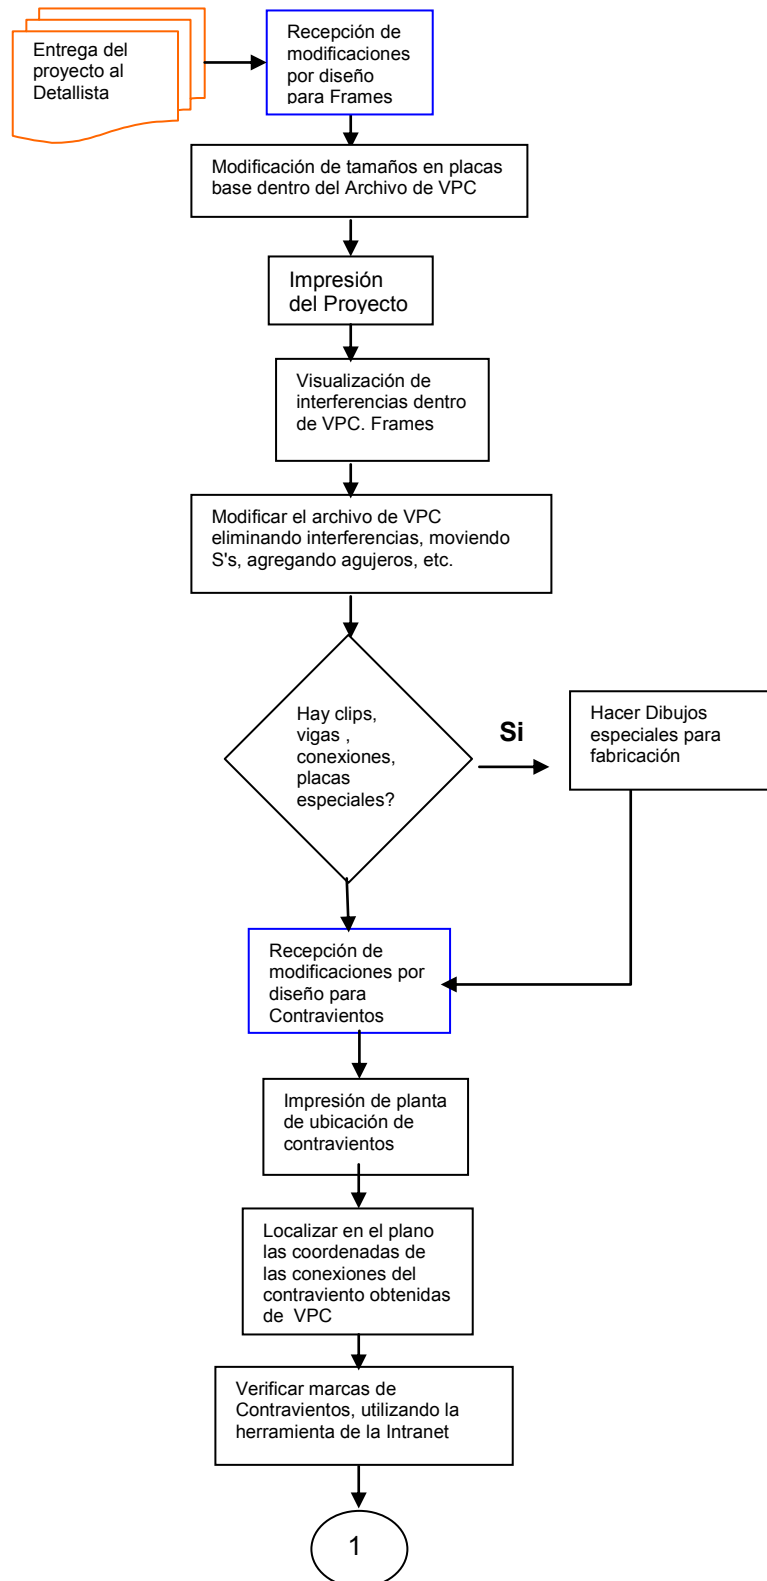 Entrega del
proyecto al
Detallista
Recepción de
modificaciones
por diseño
para Frames
Modificación de tamaños en placas
base dentro del Archivo de VPC
Impresión
del Proyecto
Visualización de
interferencias dentro
de VPC. Frames
Modificar el archivo de VPC
eliminando interferencias, moviendo
S's, agregando agujeros, etc.
Hay clips,
vigas ,
conexiones,
placas
especiales?
Si
Hacer Dibujos
especiales para
fabricación
Recepción de
modificaciones por
diseño para
Contravientos
Impresión de planta
de ubicación de
contravientos
Localizar en el plano
las coordenadas de
las conexiones del
contraviento obtenidas
de VPC
Verificar marcas de
Contravientos, utilizando la
herramienta de la Intranet
1